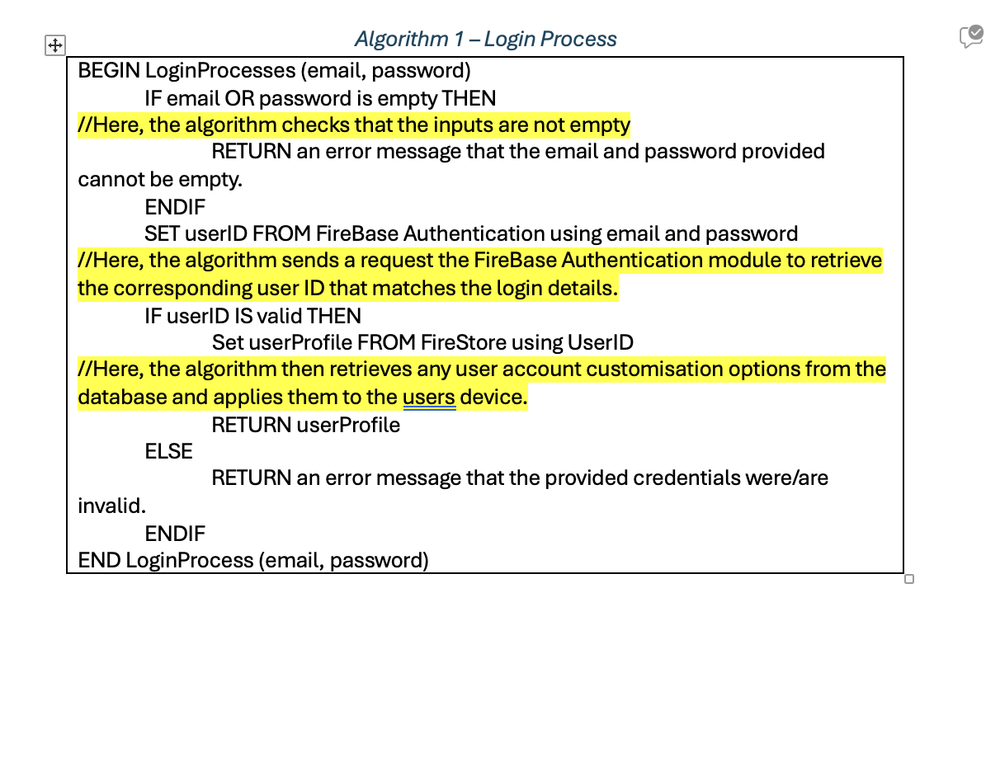 Algorithm 1 – Login Process
BEGIN LoginProcesses (email, password)
IF email OR password is empty THEN
//Here, the algorithm checks that the inputs are not empty
RETURN an error message that the email and password provided
cannot be empty.
ENDIF
SET userID FROM FireBase Authentication using email and password
//Here, the algorithm sends a request the FireBase Authentication module to retrieve
the corresponding user ID that matches the login details.
IF userID IS valid THEN
Set userProfile FROM FireStore using UserID
//Here, the algorithm then retrieves any user account customisation options from the
database and applies them to the users device.
RETURN userProfile
ELSE
RETURN an error message that the provided credentials were/are
invalid.
ENDIF
END LoginProcess (email, password)